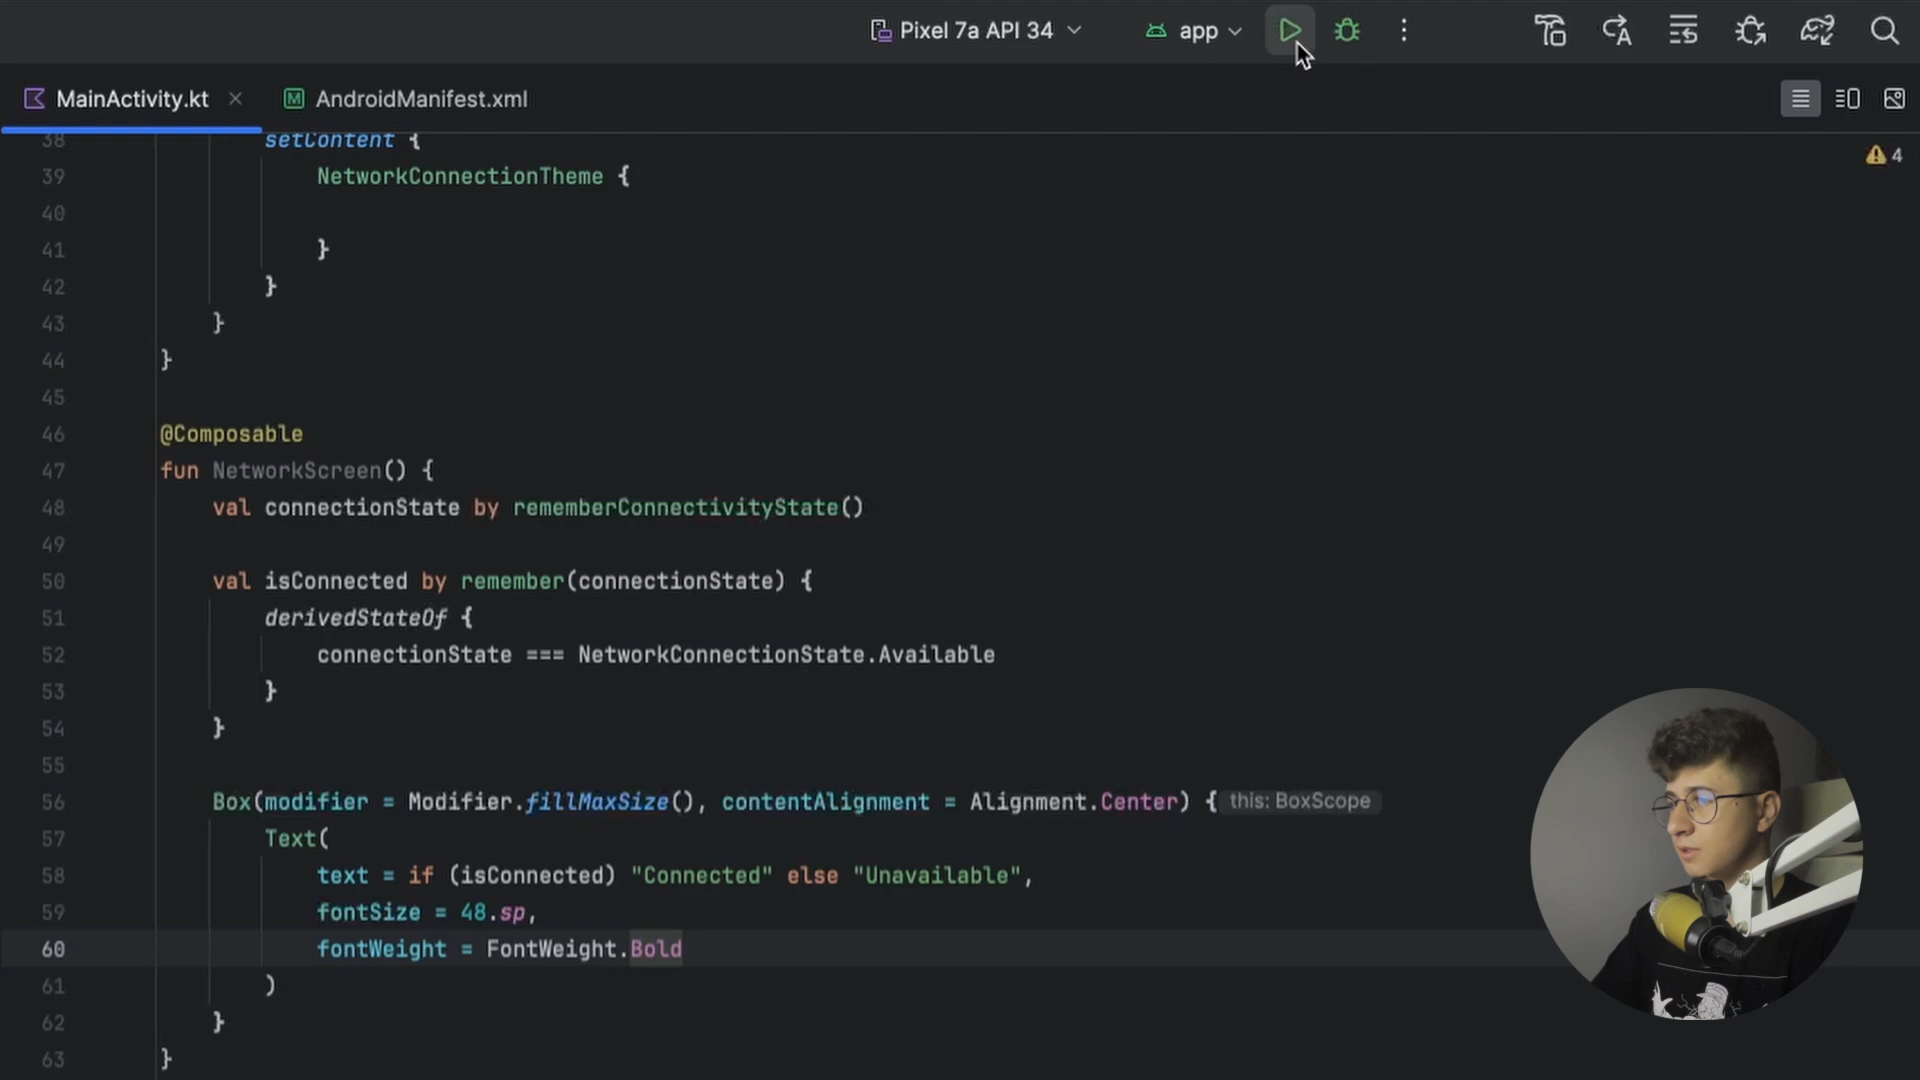 Pixel 7a API 34
app
MainActivity.kt
AndroidManifest.xml
4
38 setContent {
39 NetworkConnectionTheme {
40
41 }
42 }
43 }
44 }
45
46 @Composable
47 fun NetworkScreen() {
48 val connectionState by rememberConnectivityState()
49
50 val isConnected by remember(connectionState) {
51 derivedStateOf {
52 connectionState === NetworkConnectionState.Available
53 }
54 }
55
56 Box(modifier = Modifier.fillMaxSize(), contentAlignment = Alignment.Center) { this: BoxScope
57 Text(
58 text = if (isConnected) "Connected" else "Unavailable",
59 fontSize = 48.sp,
60 fontWeight = FontWeight.Bold
61 )
62 }
63 }